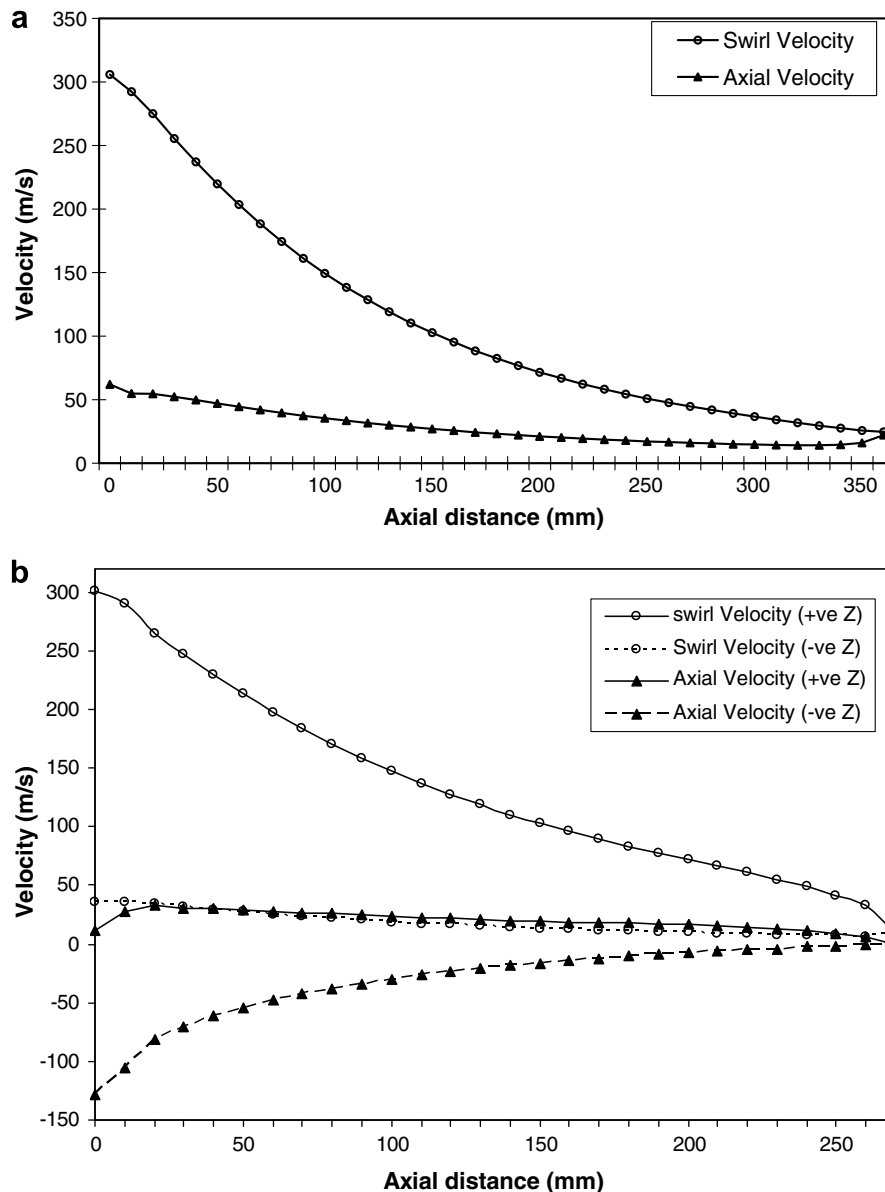 a
350
300
250
200
150
100
50
0
Velocity (m/s)
Swirl Velocity
Axial Velocity
0 50 100 150 200 250 300 350
Axial distance (mm)
b
300
250
200
150
100
50
0
-50
-100
-150
Velocity (m/s)
swirl Velocity (+ve Z)
Swirl Velocity (-ve Z)
Axial Velocity (+ve Z)
Axial Velocity (-ve Z)
0 50 100 150 200 250
Axial distance (mm)